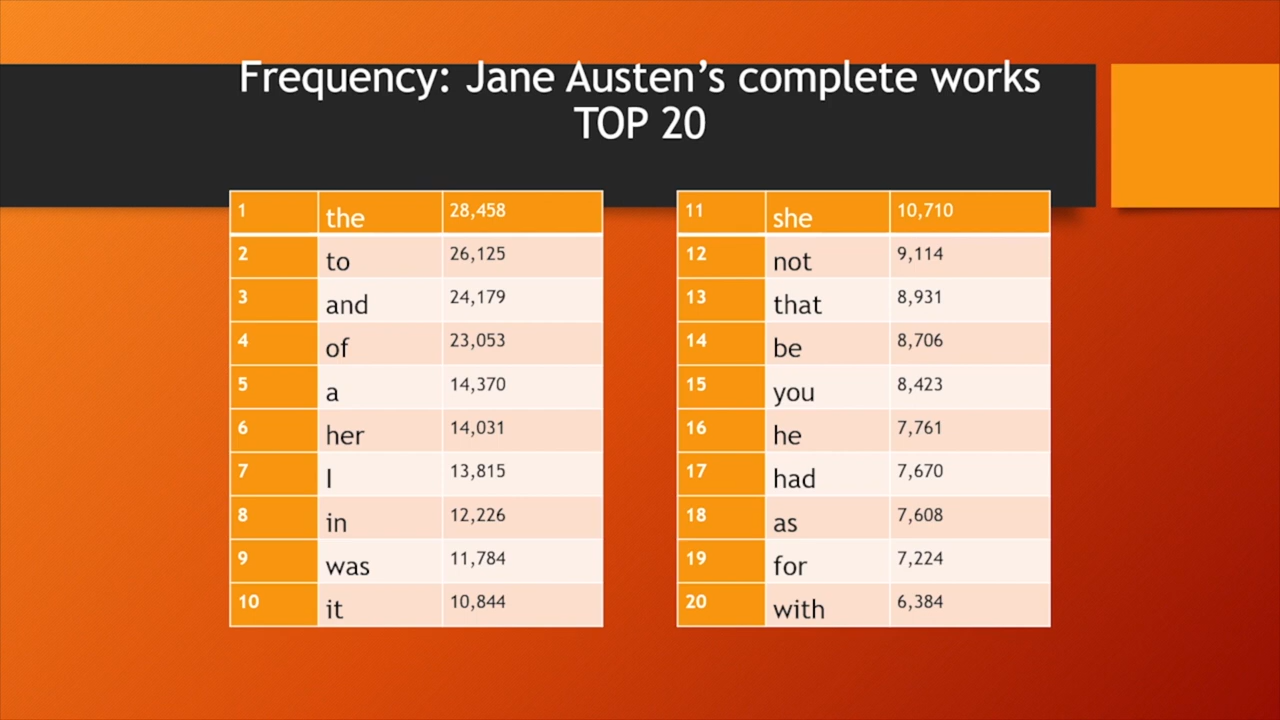 Frequency: Jane Austen’s complete works
TOP 20
1 the 28,458
2 to 26,125
3 and 24,179
4 of 23,053
5 a 14,370
6 her 14,031
7 I 13,815
8 in 12,226
9 was 11,784
10 it 10,844
11 she 10,710
12 not 9,114
13 that 8,931
14 be 8,706
15 you 8,423
16 he 7,761
17 had 7,670
18 as 7,608
19 for 7,224
20 with 6,384